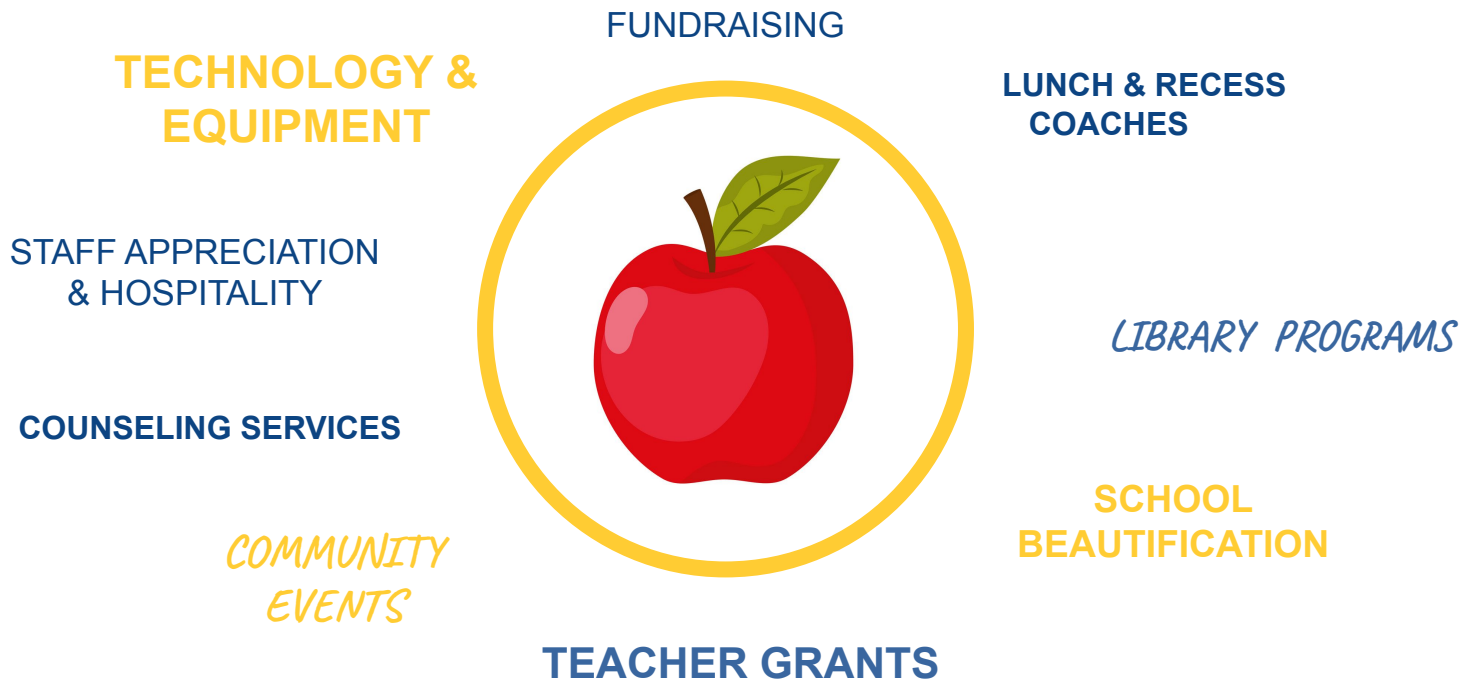 FUNDRAISING
TECHNOLOGY &
EQUIPMENT
LUNCH & RECESS
COACHES
STAFF APPRECIATION
& HOSPITALITY
LIBRARY PROGRAMS
COUNSELING SERVICES
SCHOOL
BEAUTIFICATION
COMMUNITY
EVENTS
TEACHER GRANTS